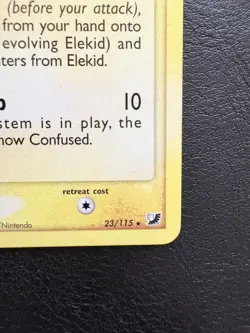 (before your attack),
from your hand onto
evolving Elekid) and
ters from Elekid.
10
stem is in play, the
now Confused.
retreat cost
Nintendo
23/115 ★